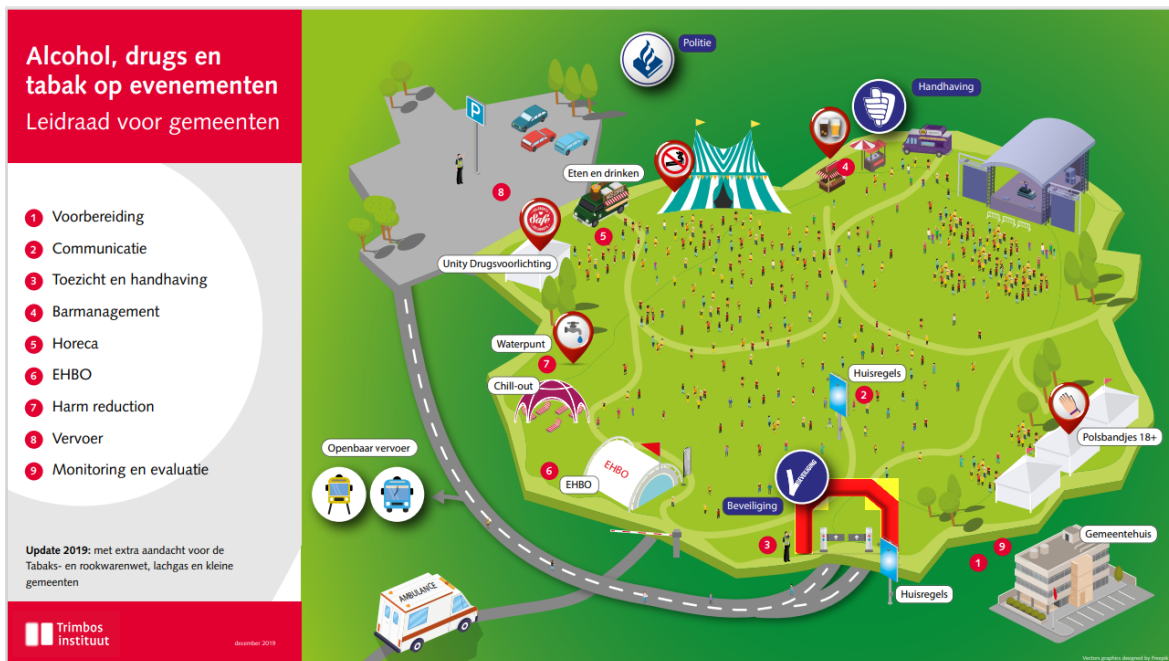 Alcohol, drugs en
tabak op evenementen
Leidraad voor gemeenten
1 Voorbereiding
2 Communicatie
3 Toezicht en handhaving
4 Barmanagement
5 Horeca
6 EHBO
7 Harm reduction
8 Vervoer
9 Monitoring en evaluatie
Update 2019: met extra aandacht voor de
Tabaks- en rookwarenwet, lachgas en kleine
gemeenten
Trimbos
instituut
december 2019
Politie
Handhaving
P
Eten en drinken
4
8
Safe
5
Unity Drugsvoorlichting
Waterpunt
7
Chill-out
Huisregels
2
Polsbandjes 18+
Openbaar vervoer
6
EHBO
EHBO
BEVEILIGING
Beveiliging
3
Gemeentehuis
9
1
Huisregels
AMBULANCE
Vectors graphics designed by Freepik